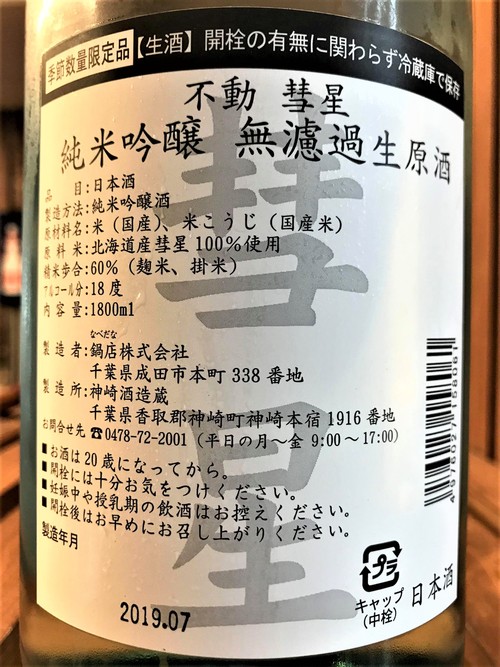 季節数量限定品【生酒】開栓の有無に関わらず冷蔵庫で保存
不動 彗星
純米吟醸 無濾過生原酒
彗星
品目:日本酒
製造方法:純米吟醸酒
原材料名:米(国産)、米こうじ(国産米)
原料米:北海道産彗星100%使用
精米歩合:60%(麹米、掛米)
アルコール分:18度
内容量:1800ml
なべだな
製造者:鍋店株式会社
千葉県成田市本町338番地
製造所:神崎酒造蔵
千葉県香取郡神崎町神崎本宿1916番地
お問合せ先 ☎0478-72-2001(平日の月~金 9:00~17:00)
■お酒は20歳になってから。
■開栓には十分お気をつけください。
■妊娠中や授乳期の飲酒はお控えください。
■開栓後はお早めにお召し上がりください。
製造年月
2019.07
プラ
キャップ
(中栓)
日本酒
4976027115806